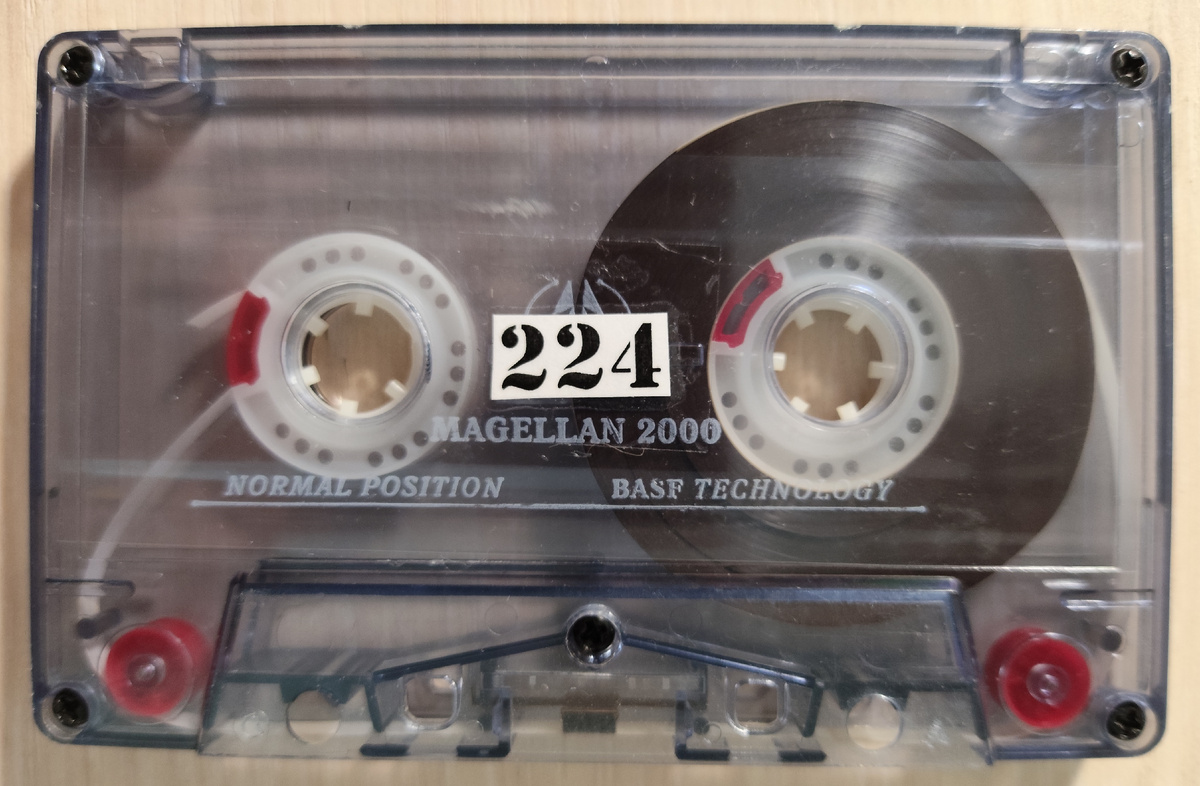 224
MAGELLAN 2000
NORMAL POSITION BASF TECHNOLOGY